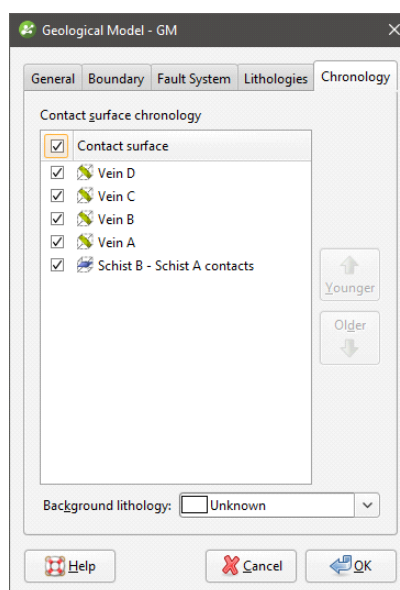 Geological Model - GM
General Boundary Fault System Lithologies Chronology
Contact surface chronology
Contact surface
Vein D
Vein C
Vein B
Vein A
Schist B - Schist A contacts
Younger
Older
Background lithology: Unknown
Help Cancel OK